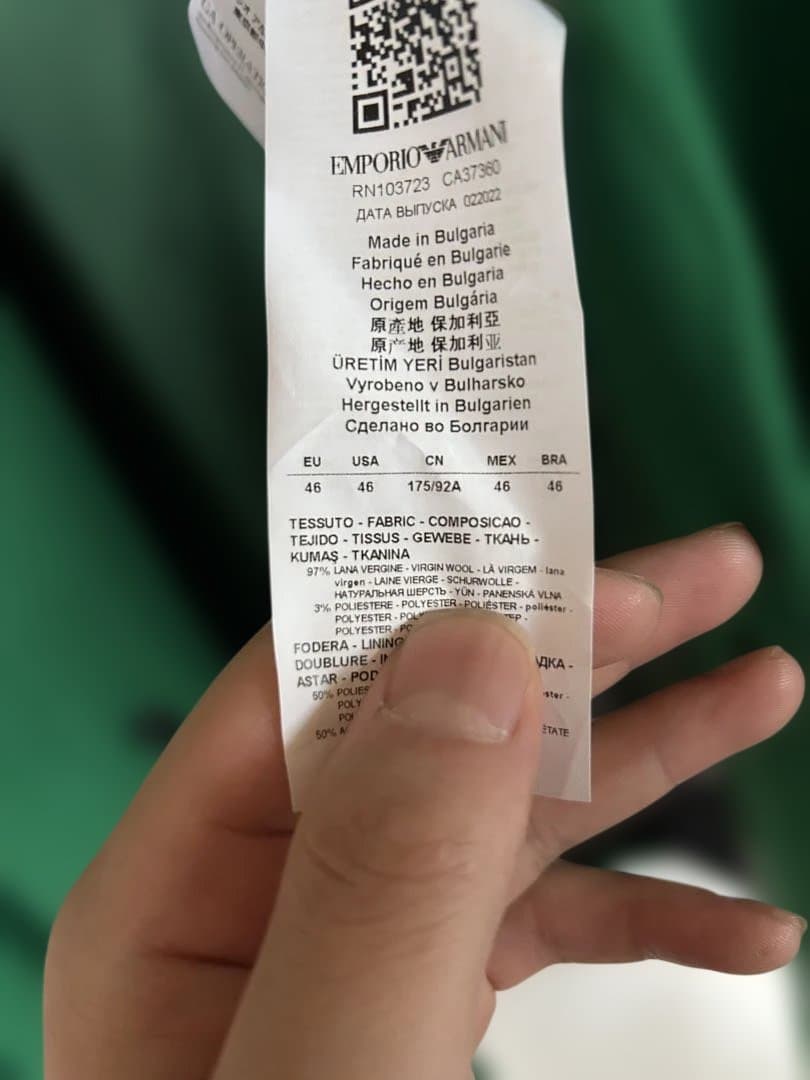 EMPORIO ARMANI
RN103723 CA37360
ДАТА ВЫПУСКА 022022
Made in Bulgaria
Fabriqué en Bulgarie
Hecho en Bulgaria
Origem Bulgária
原產地 保加利亞
原产地 保加利亚
ÜRETİM YERİ Bulgaristan
Vyrobeno v Bulharsko
Hergestellt in Bulgarien
Сделано во Болгарии
EU USA CN MEX BRA
46 46 175/92A 46 46
TESSUTO - FABRIC - COMPOSICAO -
TEJIDO - TISSUS - GEWEBE - ТКАНЬ -
KUMAŞ - TKANINA
97% LANA VERGINE - VIRGIN WOOL - LÀ VIRGEM - lana
virgen - LAINE VIERGE - SCHURWOLLE -
НАТУРАЛЬНАЯ ШЕРСТЬ - YÜN - PANENSKÁ VLNA
3% POLIESTERE - POLYESTER - POLIÉSTER - poliéster -
POLYESTER -
POLYESTER -
FODERA - LINING
DOUBLURE -
ASTAR -
50%
50%